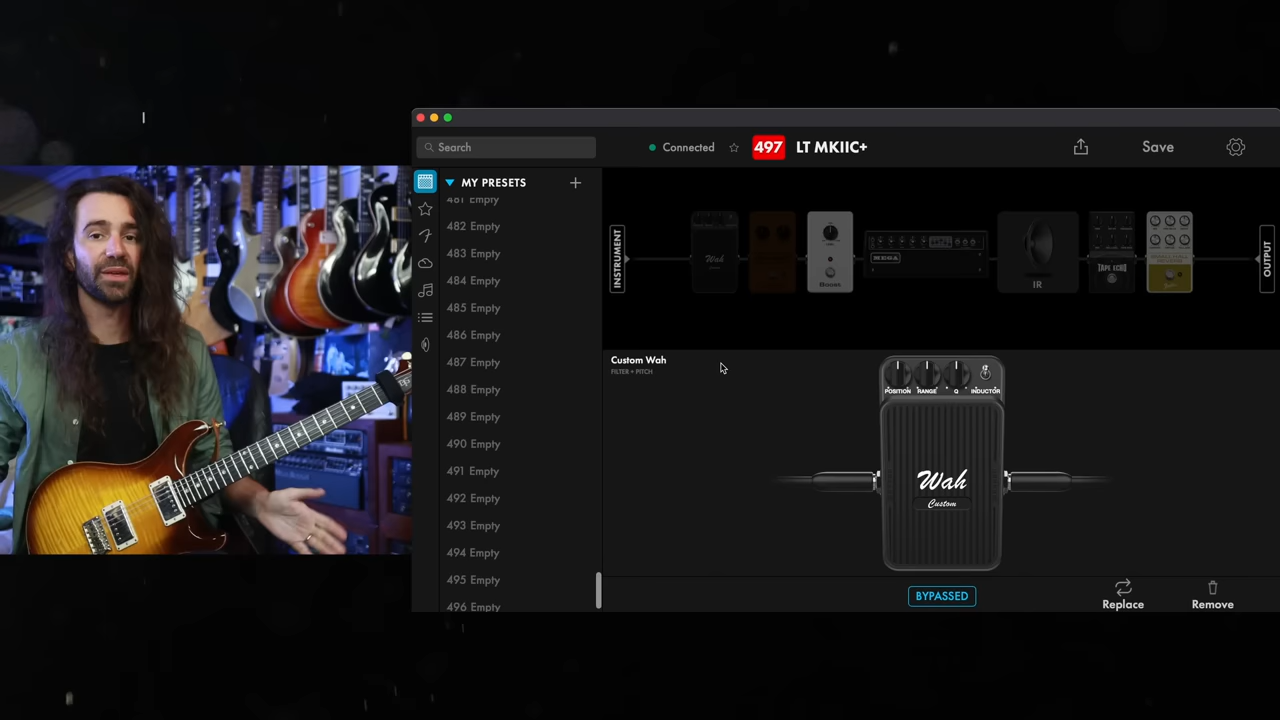 Search
Connected
497
LT MKIIC+
Save
MY PRESETS
481 Empty
482 Empty
483 Empty
484 Empty
485 Empty
486 Empty
487 Empty
488 Empty
489 Empty
490 Empty
491 Empty
492 Empty
493 Empty
494 Empty
495 Empty
496 Empty
INSTRUMENT
Wah
Boost
IR
TAPE ECHO
OUTPUT
Custom Wah
FILTER + PITCH
POSITION RANGE Q INDUCTOR
Wah
Custom
BYPASSED
Replace
Remove